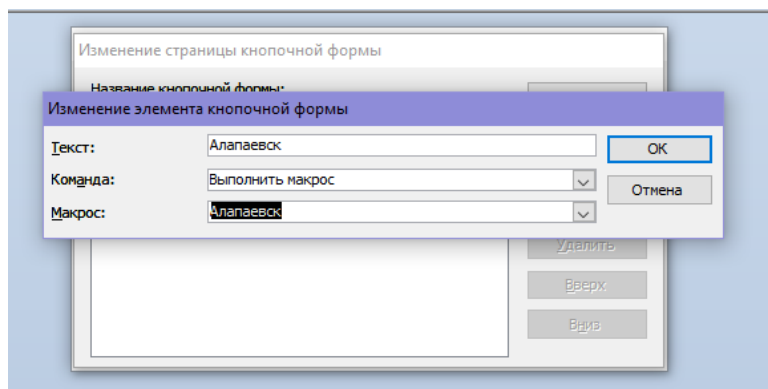 Изменение страницы кнопочной формы
Название кнопочной формы:
Изменение элемента кнопочной формы
Текст: Алапаевск OK
Команда: Выполнить макрос Отмена
Макрос: Алапаевск
Удалить
Вверх
Вниз